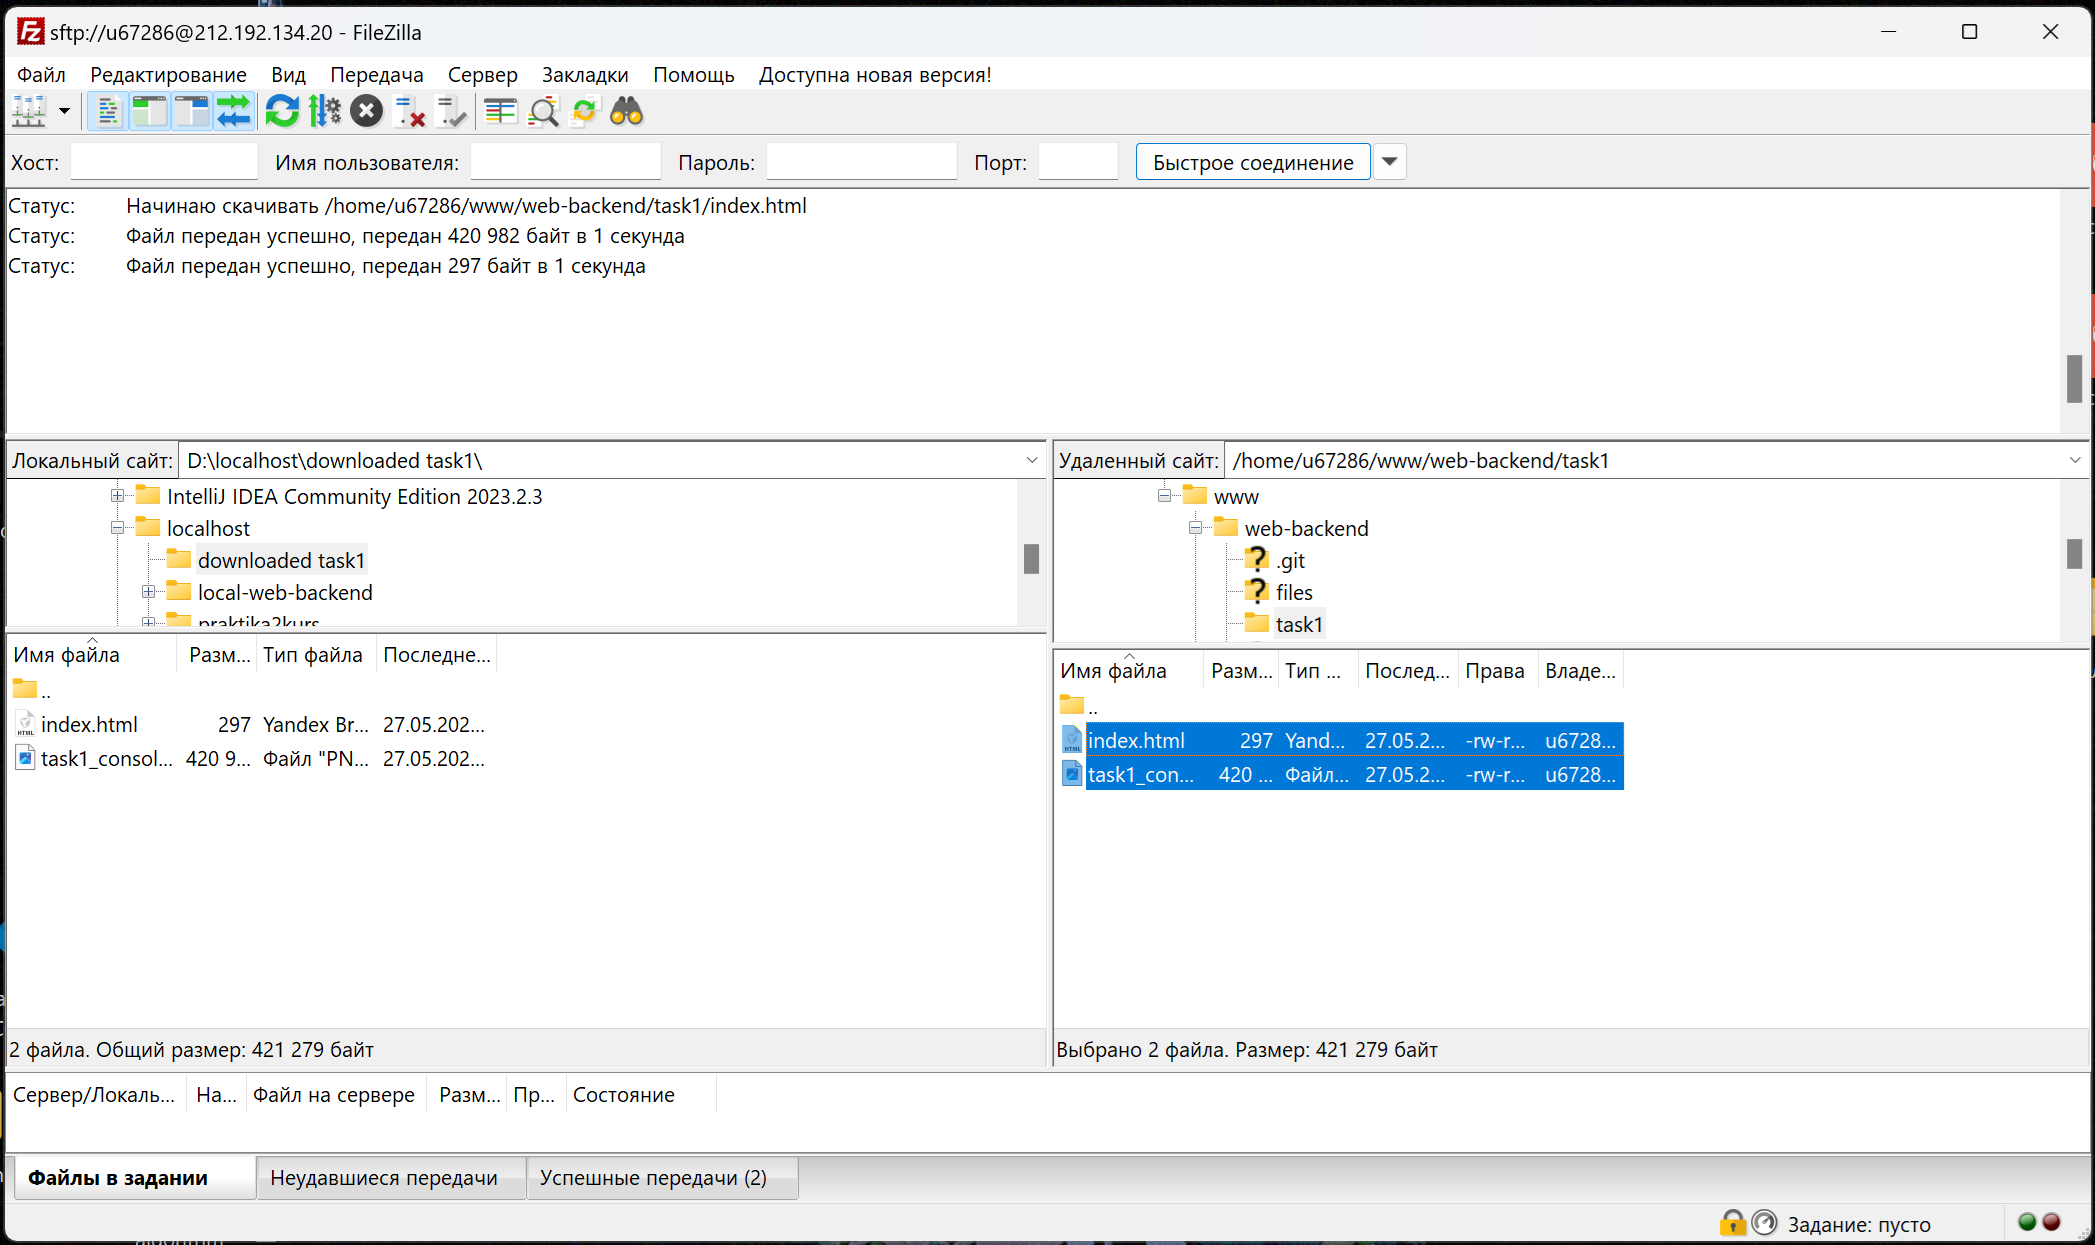 sftp://u67286@212.192.134.20 - FileZilla
Файл Редактирование Вид Передача Сервер Закладки Помощь Доступна новая версия!
Хост: Имя пользователя: Пароль: Порт: Быстрое соединение
Статус: Начинаю скачивать /home/u67286/www/web-backend/task1/index.html
Статус: Файл передан успешно, передан 420 982 байт в 1 секунда
Статус: Файл передан успешно, передан 297 байт в 1 секунда
Локальный сайт: D:\localhost\downloaded task1\
IntelliJ IDEA Community Edition 2023.2.3
localhost
downloaded task1
local-web-backend
praktika2kurs
Имя файла Разм... Тип файла Последне...
..
index.html 297 Yandex Br... 27.05.202...
task1_consol... 420 9... Файл "PN... 27.05.202...
2 файла. Общий размер: 421 279 байт
Удаленный сайт: /home/u67286/www/web-backend/task1
www
web-backend
.git
files
task1
Имя файла Разм... Тип ... Послед... Права Владе...
..
index.html 297 Yand... 27.05.2... -rw-r... u6728...
task1_con... 420 ... Файл... 27.05.2... -rw-r... u6728...
Выбрано 2 файла. Размер: 421 279 байт
Сервер/Локаль... На... Файл на сервере Разм... Пр... Состояние
Файлы в задании Неудавшиеся передачи Успешные передачи (2)
Задание: пусто